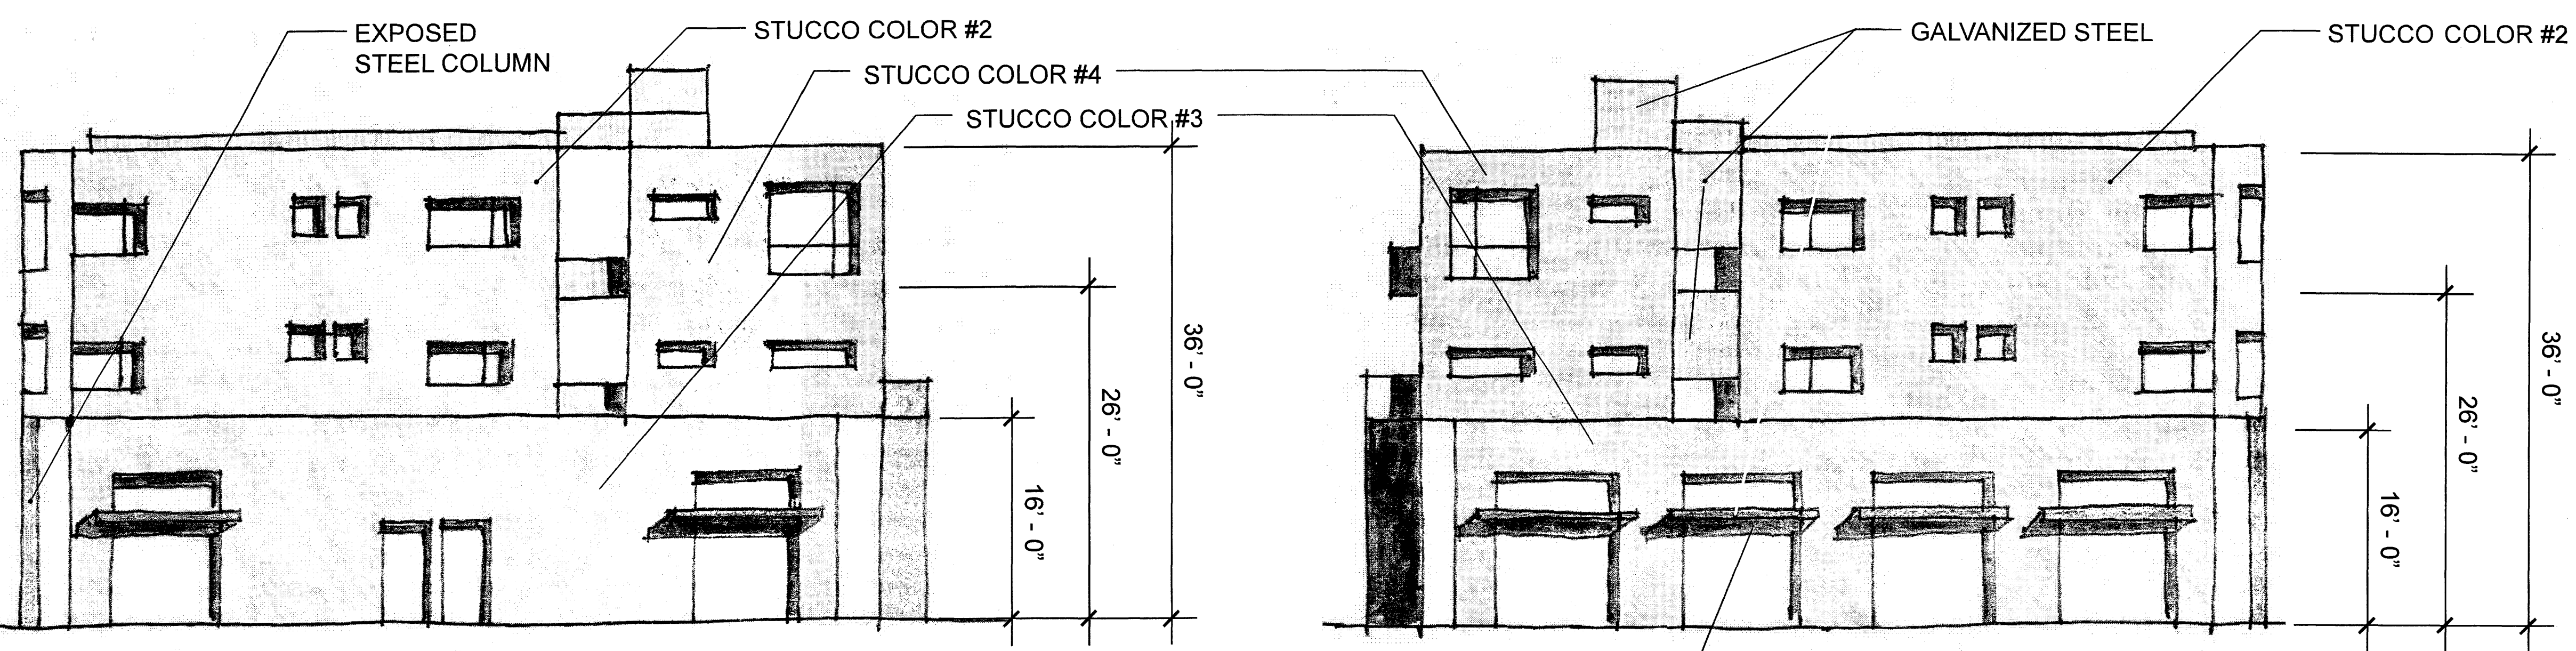 EXPOSED
STEEL COLUMN
STUCCO COLOR #2
STUCCO COLOR #4
STUCCO COLOR #3
GALVANIZED STEEL
STUCCO COLOR #2
36' - 0"
26' - 0"
16' - 0"
36' - 0"
26' - 0"
16' - 0"